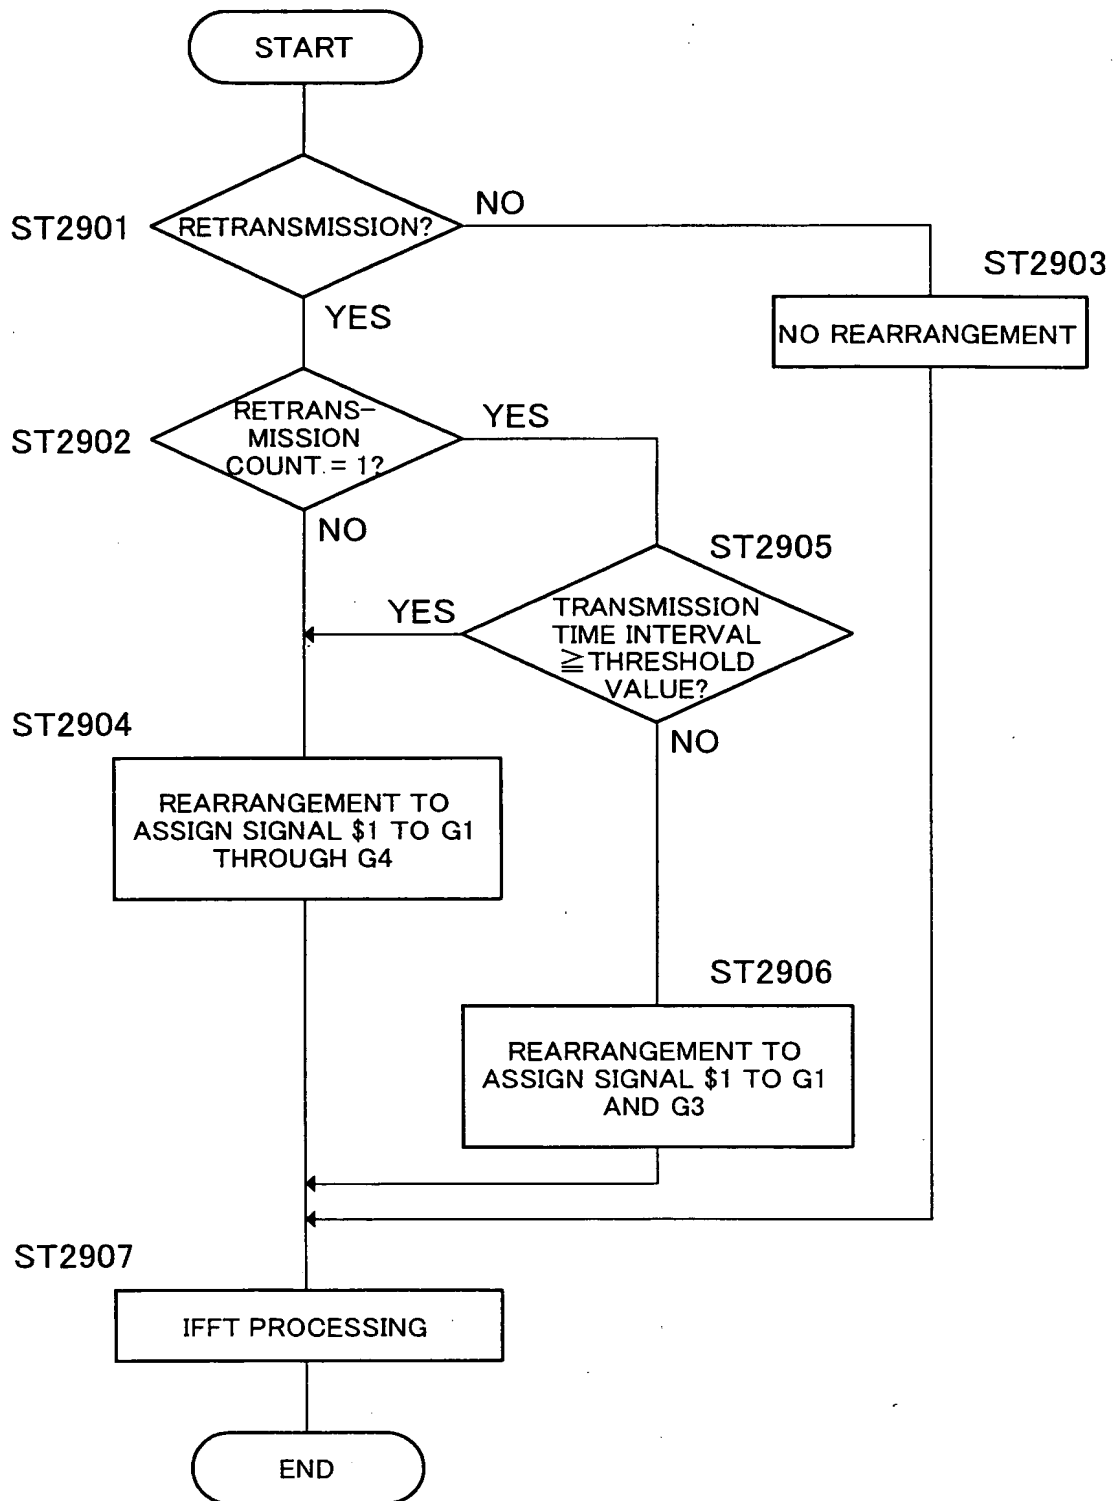 START
ST2901
RETRANSMISSION?
NO
YES
ST2903
NO REARRANGEMENT
ST2902
RETRANS-
MISSION
COUNT = 1?
YES
NO
ST2905
TRANSMISSION
TIME INTERVAL
≧THRESHOLD
VALUE?
YES
NO
ST2904
REARRANGEMENT TO
ASSIGN SIGNAL $1 TO G1
THROUGH G4
ST2906
REARRANGEMENT TO
ASSIGN SIGNAL $1 TO G1
AND G3
ST2907
IFFT PROCESSING
END